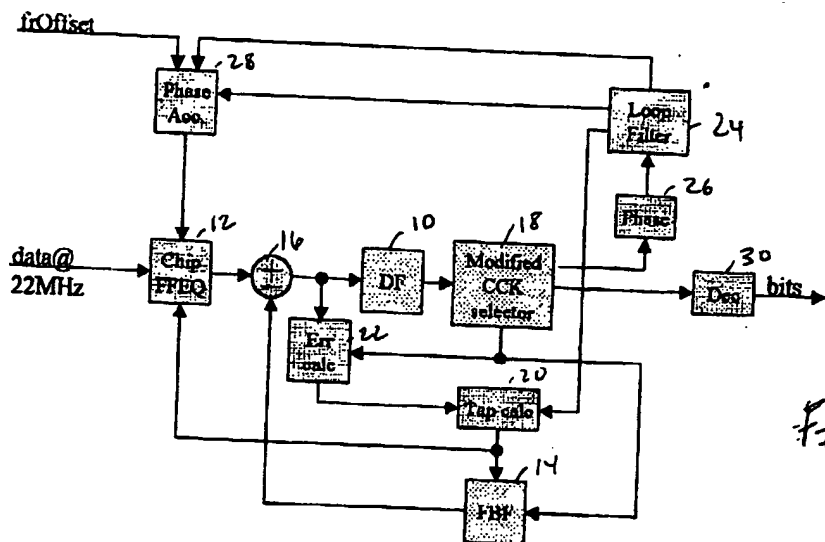 frOffset
28
Phase
Acc
Loop
Filter
24
26
Phase
12
16
10
18
data@
22MHz
Chip
FFEQ
+
DF
Modified
CCK
selector
30
Dec
bits
Err
calc
22
20
Tap calc
14
FBF